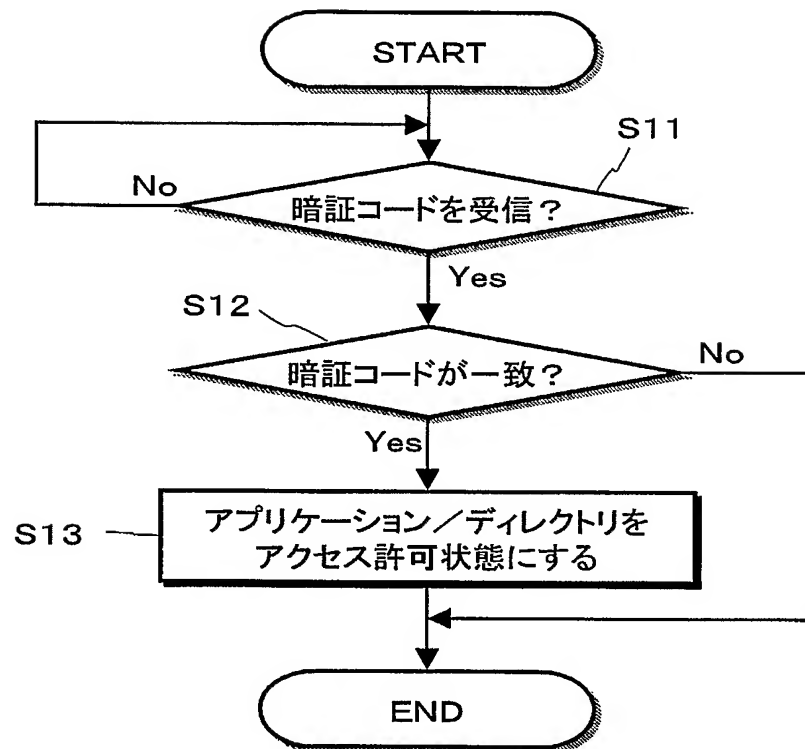 START
S11
No
暗証コードを受信？
Yes
S12
No
暗証コードが一致？
Yes
S13
アプリケーション／ディレクトリを
アクセス許可状態にする
END